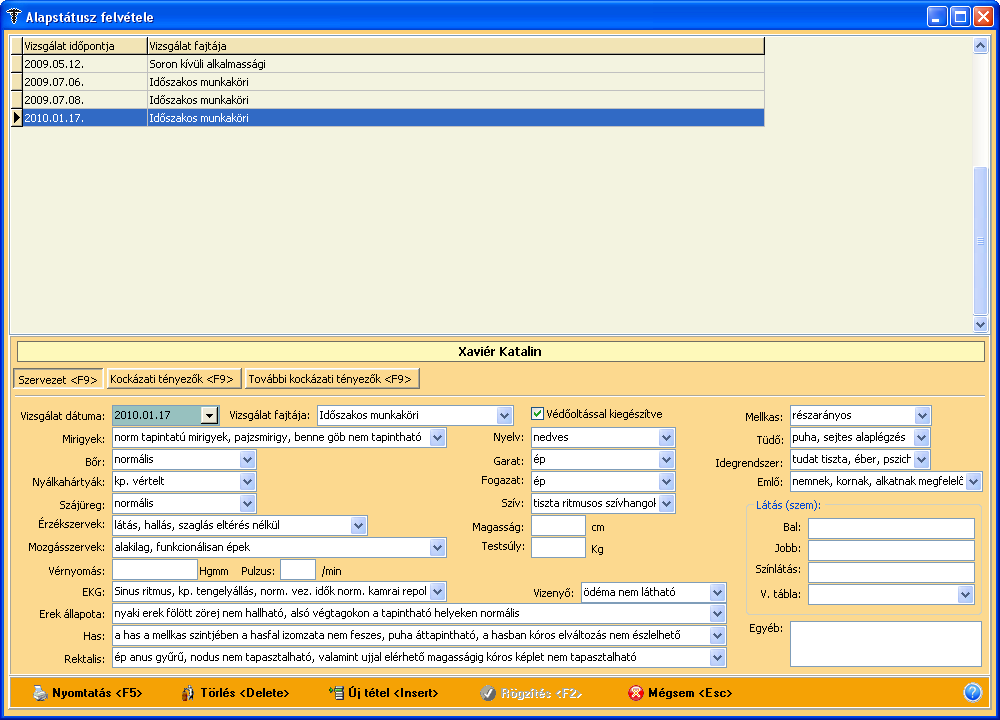 Alapstátusz felvétele
Vizsgálat időpontja Vizsgálat fajtája
2009.05.12. Soron kívüli alkalmassági
2009.07.06. Időszakos munkaköri
2009.07.08. Időszakos munkaköri
2010.01.17. Időszakos munkaköri
Xaviér Katalin
Szervezet <F9> Kockázati tényezők <F9> További kockázati tényezők <F9>
Vizsgálat dátuma: 2010.01.17 Vizsgálat fajtája: Időszakos munkaköri Védőoltással kiegészítve Mellkas: részarányos
Mirigyek: norm tapintatú mirigyek, pajzsmirigy, benne göb nem tapintható Nyelv: nedves Tüdő: puha, sejtes alaplégzés
Bőr: normális Garat: ép Idegrendszer: tudat tiszta, éber, pszich
Nyálkahártyák: kp. vértelt Fogazat: ép Emlő: nemnek, kornak, alkatnak megfelelő
Szájüreg: normális Szív: tiszta ritmusos szívhangok Látás (szem):
Érzékszervek: látás, hallás, szaglás eltérés nélkül Magasság: cm Bal:
Mozgásszervek: alakilag, funkcionálisan épek Testsúly: Kg Jobb:
Vérnyomás: Hgmm Pulzus: /min Színlátás:
EKG: Sinus ritmus, kp. tengelyállás, norm. vez. idők norm. kamrai repol Vizenyő: ödéma nem látható V. tábla:
Erek állapota: nyaki erek fölött zörej nem hallható, alsó végtagokon a tapintható helyeken normális
Has: a has a mellkas szintjében a hasfal izomzata nem feszes, puha áttapintható, a hasban kóros elváltozás nem észlelhető Egyéb:
Rektalis: ép anus gyűrű, nodus nem tapasztalható, valamint ujjal elérhető magasságig kóros képlet nem tapasztalható
Nyomtatás <F5> Törlés <Delete> Új tétel <Insert> Rögzítés <F2> Mégsem <Esc> ?